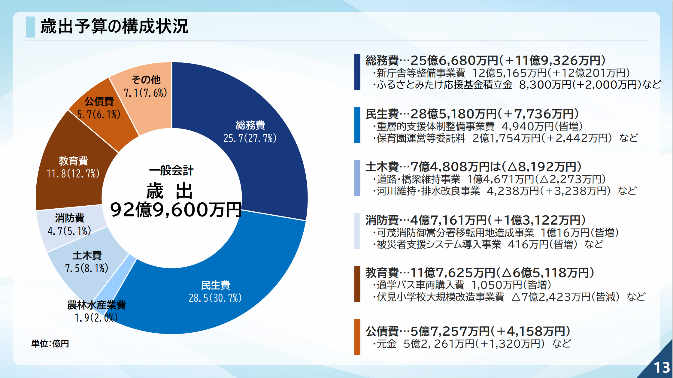 歳出予算の構成状況
その他
7.1(7.6%)
公債費
5.7(6.1%)
教育費
11.8(12.7%)
消防費
4.7(5.1%)
土木費
7.5(8.1%)
農林水産業費
1.9(2.0%)
民生費
28.5(30.7%)
総務費
25.7(27.7%)
一般会計
歳 出
92億9,600万円
単位:億円
総務費…25億6,680万円(+11億9,326万円)
・新庁舎等整備事業費 12億5,165万円(+12億201万円)
・ふるさとみたけ応援基金積立金 8,300万円(+2,000万円)など
民生費…28億5,180万円(+7,736万円)
・重層的支援体制整備事業費 4,940万円(皆増)
・保育園運営等委託料 2億1,754万円(+2,442万円) など
土木費…7億4,808万円は(△8,192万円)
・道路・橋梁維持事業 1億4,671万円(△2,273万円)
・河川維持・排水改良事業 4,238万円(+3,238万円) など
消防費…4億7,161万円(+1億3,122万円)
・可茂消防御嵩分署移転用地造成事業 1億16万円(皆増)
・被災者支援システム導入事業 416万円(皆増) など
教育費…11億7,625万円(△6億5,118万円)
・通学バス車両購入費 1,050万円(皆増)
・伏見小学校大規模改造事業費 △7億2,423万円(皆減) など
公債費…5億7,257万円(+4,158万円)
・元金 5億2,261万円(+1,320万円) など
13